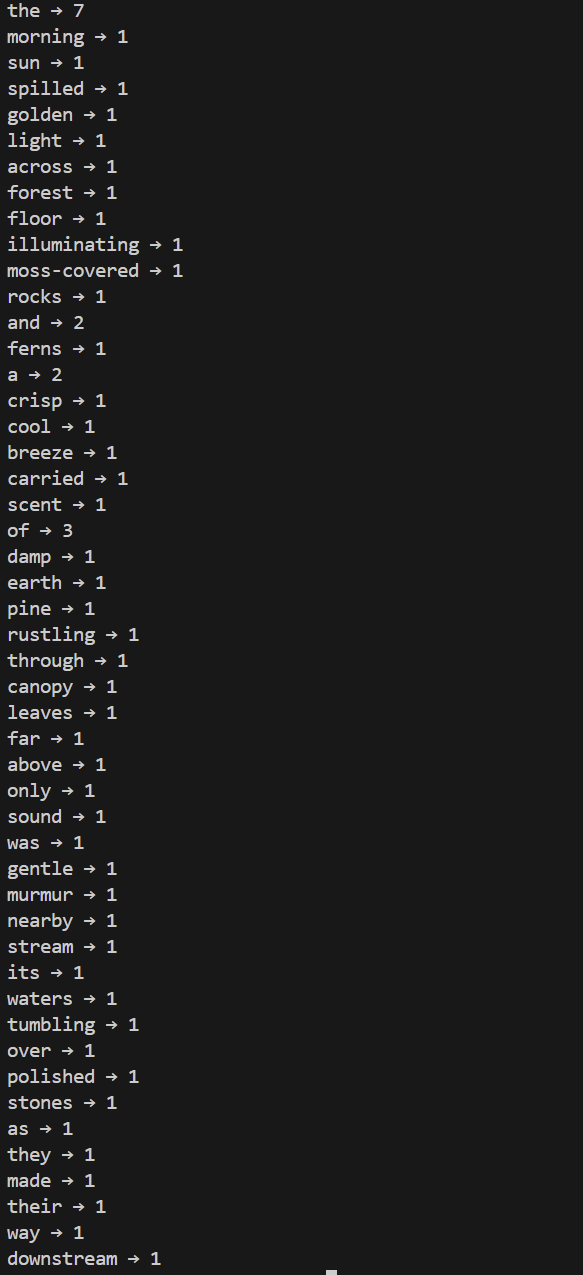 the → 7
morning → 1
sun → 1
spilled → 1
golden → 1
light → 1
across → 1
forest → 1
floor → 1
illuminating → 1
moss-covered → 1
rocks → 1
and → 2
ferns → 1
a → 2
crisp → 1
cool → 1
breeze → 1
carried → 1
scent → 1
of → 3
damp → 1
earth → 1
pine → 1
rustling → 1
through → 1
canopy → 1
leaves → 1
far → 1
above → 1
only → 1
sound → 1
was → 1
gentle → 1
murmur → 1
nearby → 1
stream → 1
its → 1
waters → 1
tumbling → 1
over → 1
polished → 1
stones → 1
as → 1
they → 1
made → 1
their → 1
way → 1
downstream → 1